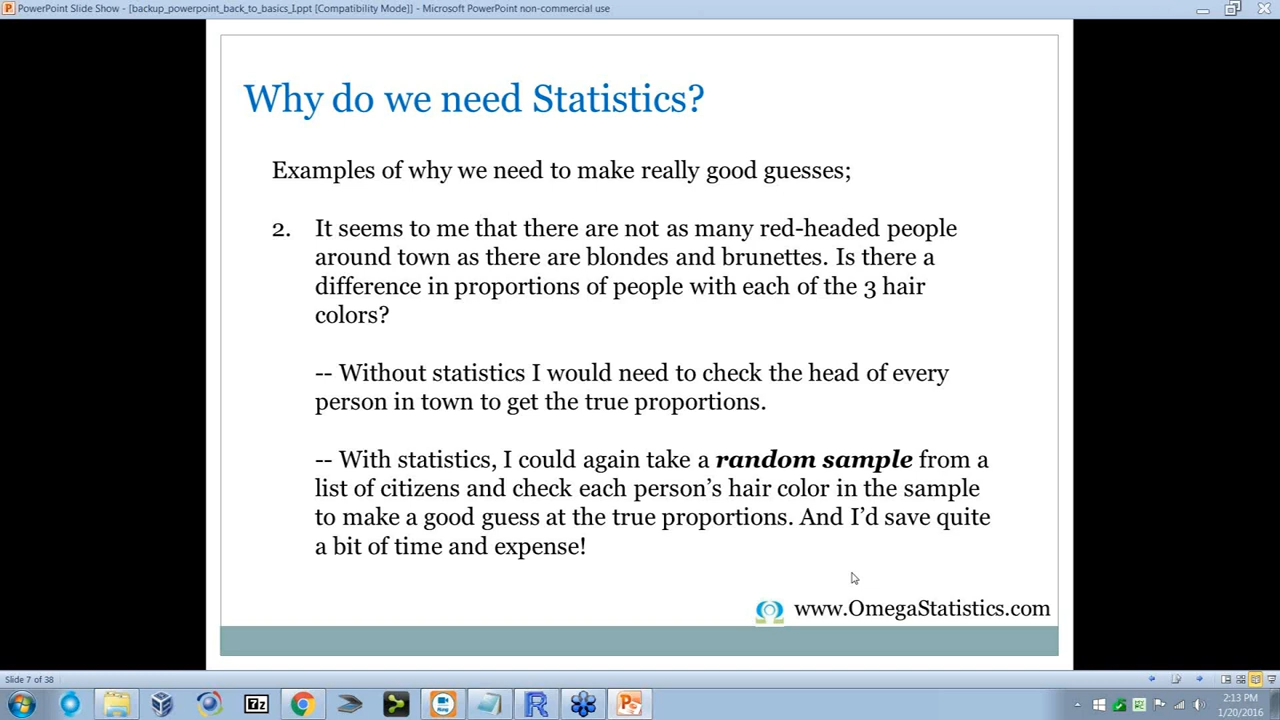 PowerPoint Slide Show - [backup_powerpoint_back_to_basics_I.ppt [Compatibility Mode]] - Microsoft PowerPoint non-commercial use
Why do we need Statistics?
Examples of why we need to make really good guesses;
2. It seems to me that there are not as many red-headed people
around town as there are blondes and brunettes. Is there a
difference in proportions of people with each of the 3 hair
colors?
-- Without statistics I would need to check the head of every
person in town to get the true proportions.
-- With statistics, I could again take a random sample from a
list of citizens and check each person’s hair color in the sample
to make a good guess at the true proportions. And I’d save quite
a bit of time and expense!
www.OmegaStatistics.com
Slide 7 of 38
7z
R
P
2:13 PM
1/20/2016